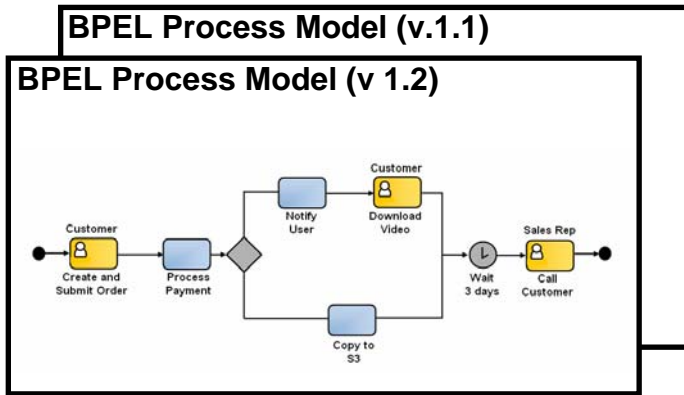 BPEL Process Model (v.1.1)
BPEL Process Model (v 1.2)
Customer
Create and
Submit Order
Process
Payment
Notify
User
Customer
Download
Video
Copy to
S3
Wait
3 days
Sales Rep
Call
Customer